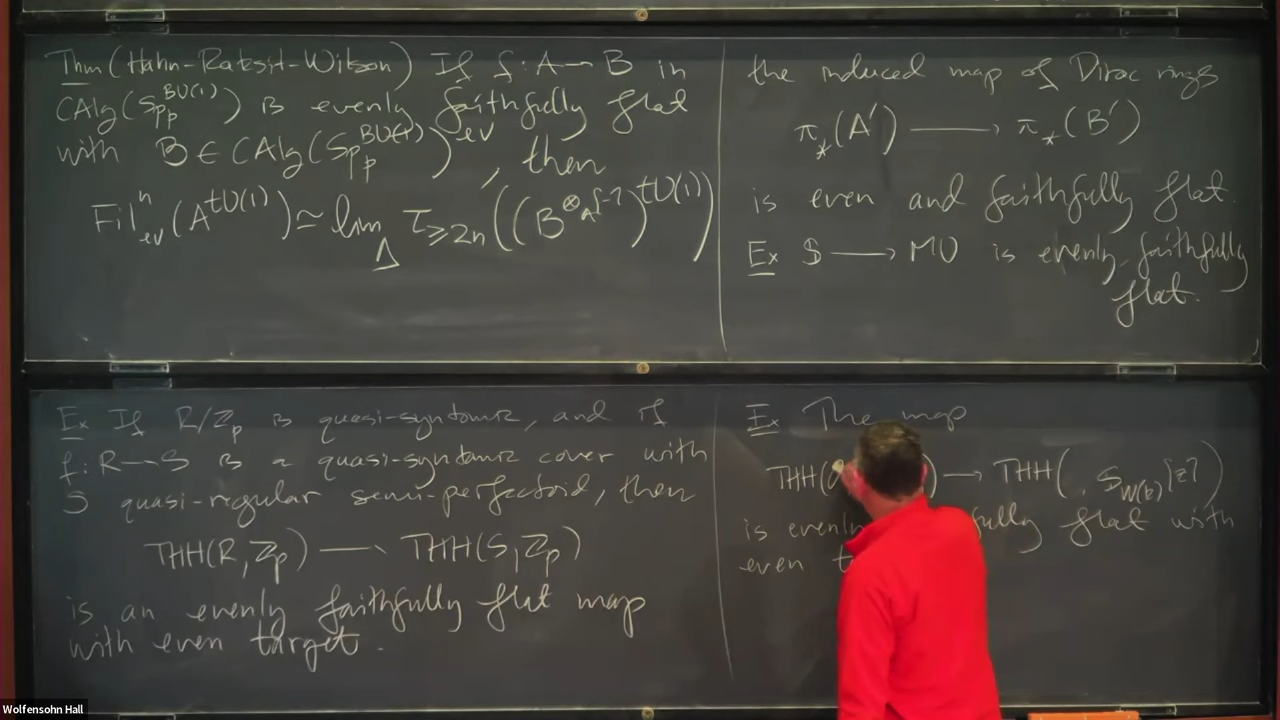 Thm (Hahn-Raksit-Wilson) If f: A → B in
CAlg(Sp_p^{BU(1)}) is evenly faithfully flat
with B ∈ CAlg(Sp_p^{BU(1)})^{ev}, then
Fil^n_{ev}(A^{tU(1)}) ≃ lim_Δ τ_{≥2n}((B^{⊗_A[-]})^{tU(1)})
the induced map of Dirac rings
π_*(A') → π_*(B')
is even and faithfully flat.
Ex S → MU is evenly faithfully
flat.
Ex If R/Z_p is quasi-syntomic, and if
f: R → S is a quasi-syntomic cover with
S quasi-regular semi-perfectoid, then
THH(R, Z_p) → THH(S, Z_p)
is an evenly faithfully flat map
with even target.
Ex The map
THH( ) → THH( , S_{W(k)}[z])
is evenly flat with
even
Wolfensohn Hall